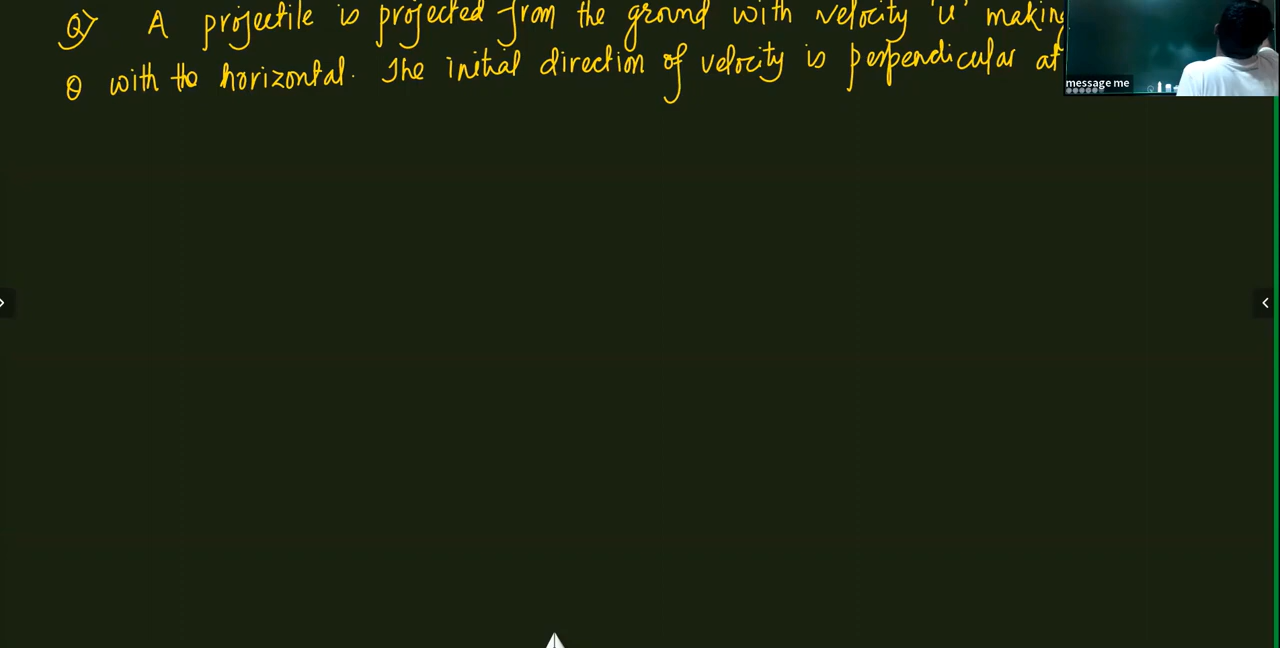 Q) A projectile is projected from the ground with velocity 'u' making
θ with the horizontal. The initial direction of velocity is perpendicular at
message me